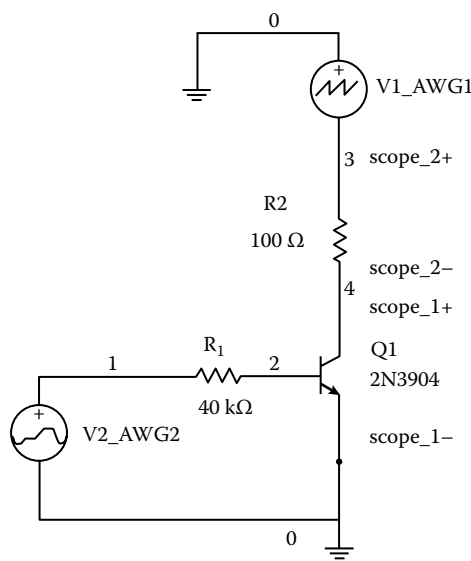 0
+
V1_AWG1
3 scope_2+
R2
100 Ω
scope_2−
4
scope_1+
R1
1
2
Q1
2N3904
40 kΩ
+
V2_AWG2
scope_1−
0